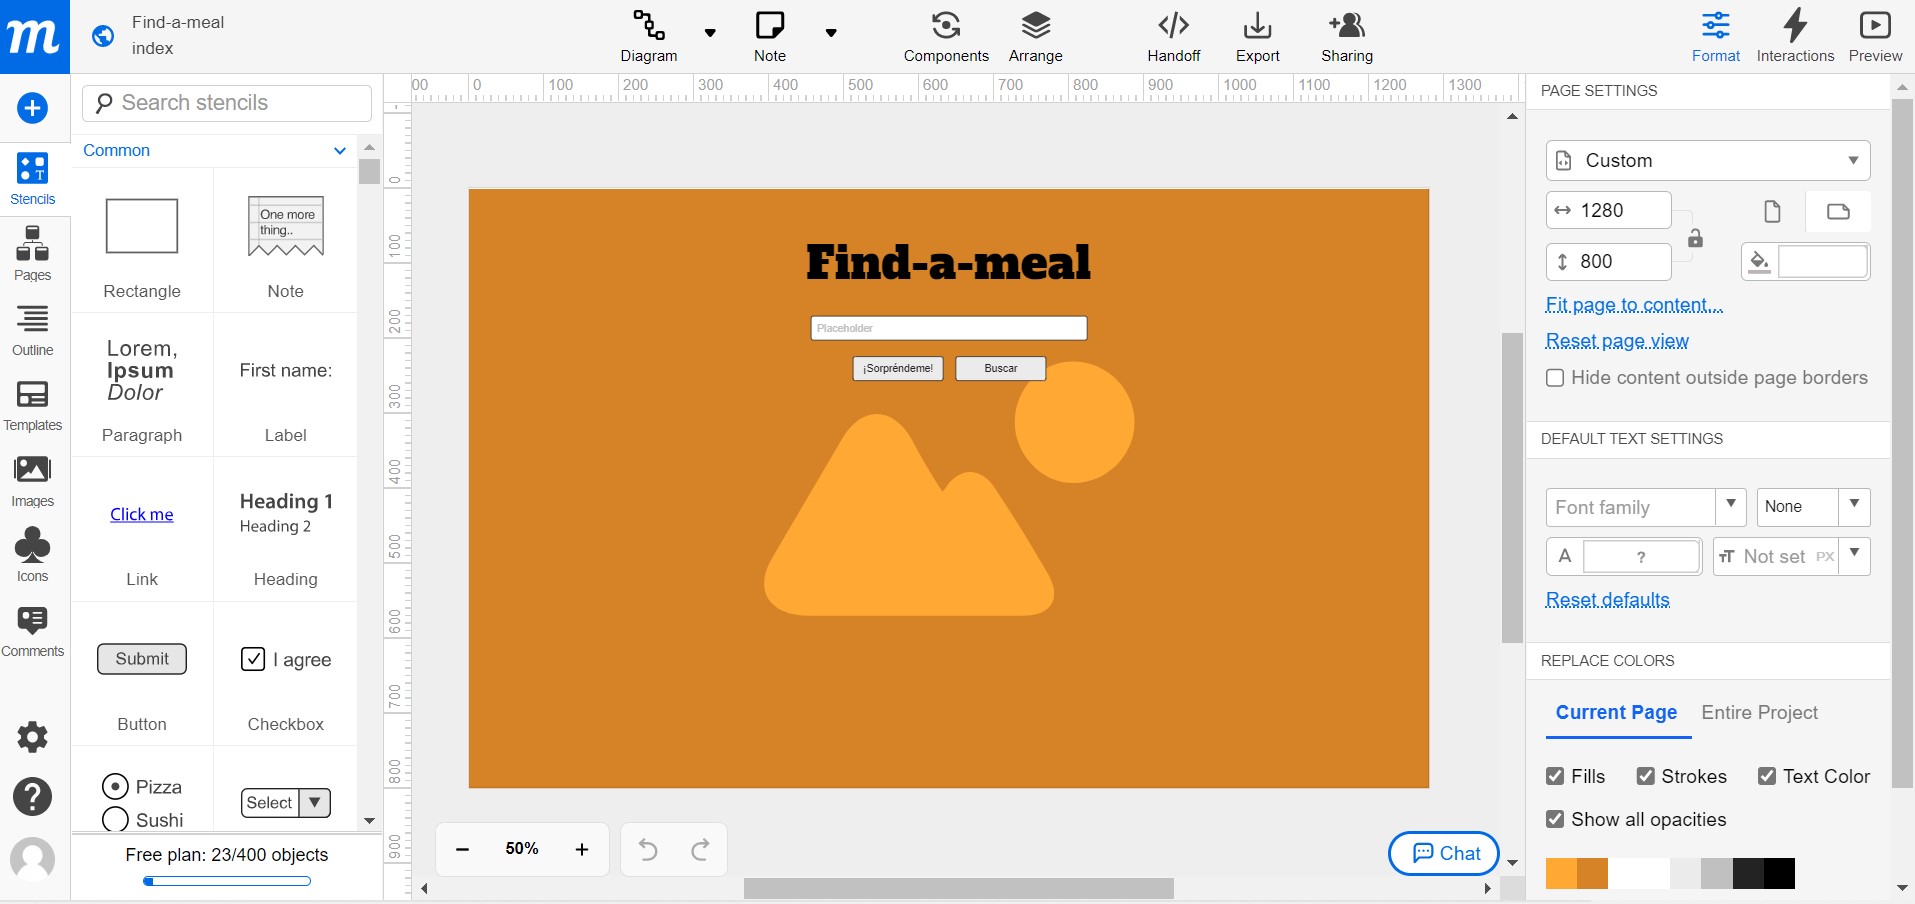 m
Find-a-meal
index
Diagram
Note
Components
Arrange
Handoff
Export
Sharing
Format
Interactions
Preview
Search stencils
Common
Stencils
Pages
Outline
Templates
Images
Icons
Comments
Rectangle
One more
thing..
Note
Lorem,
Ipsum
Dolor
Paragraph
First name:
Label
Click me
Link
Heading 1
Heading 2
Heading
Submit
Button
I agree
Checkbox
Pizza
Sushi
Select
Free plan: 23/400 objects
00 0 100 200 300 400 500 600 700 800 900 1000 1100 1200 1300
0
100
200
300
400
500
600
700
800
900
Find-a-meal
Placeholder
¡Sorpréndeme!
Buscar
50%
Chat
PAGE SETTINGS
Custom
1280
800
Fit page to content...
Reset page view
Hide content outside page borders
DEFAULT TEXT SETTINGS
Font family
None
A ?
TT Not set PX
Reset defaults
REPLACE COLORS
Current Page Entire Project
Fills Strokes Text Color
Show all opacities